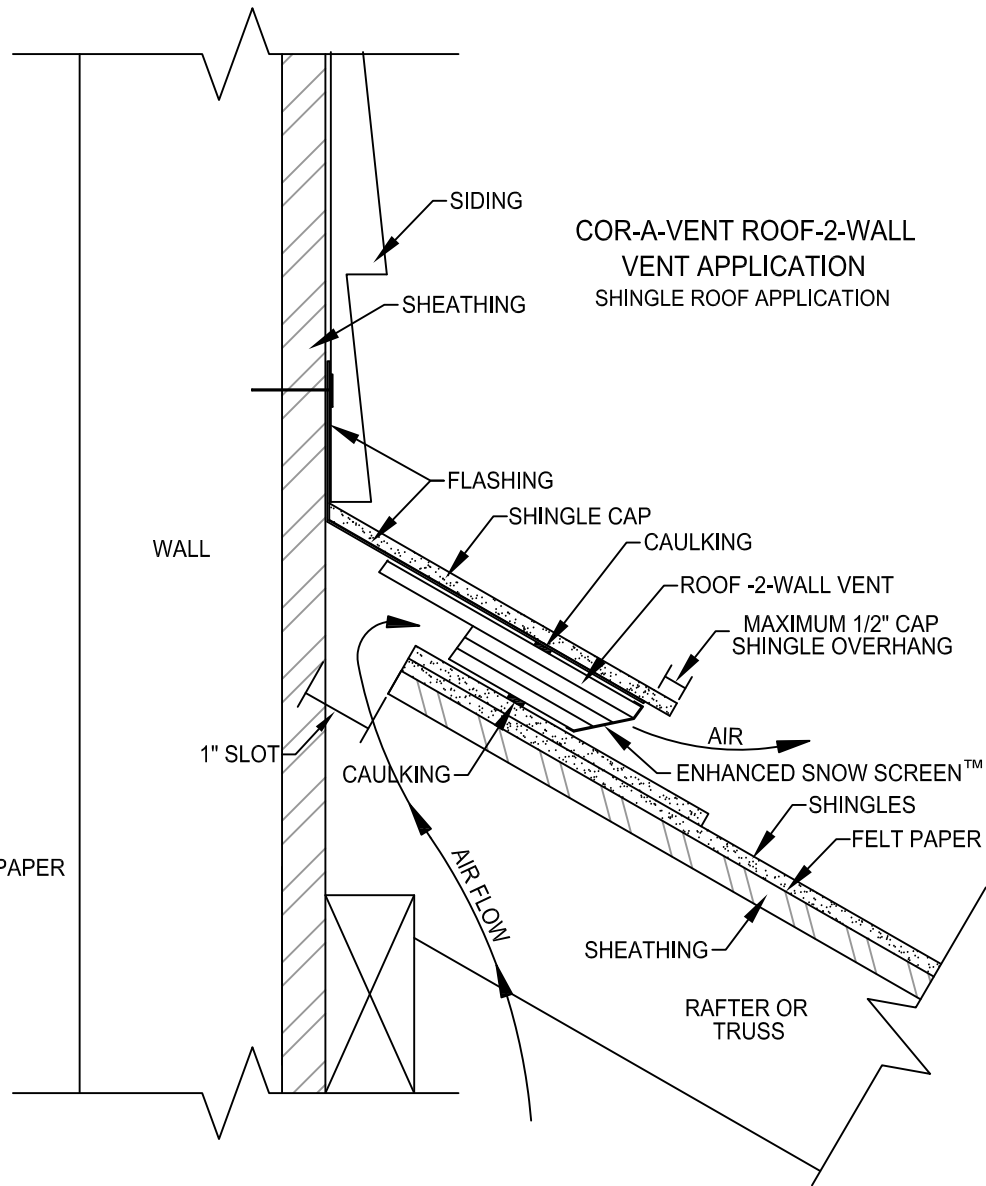 SIDING
COR-A-VENT ROOF-2-WALL
VENT APPLICATION
SHINGLE ROOF APPLICATION
SHEATHING
FLASHING
SHINGLE CAP
CAULKING
WALL
ROOF -2-WALL VENT
MAXIMUM 1/2" CAP
SHINGLE OVERHANG
AIR
1" SLOT
CAULKING
ENHANCED SNOW SCREEN™
SHINGLES
FELT PAPER
PAPER
AIR FLOW
SHEATHING
RAFTER OR
TRUSS